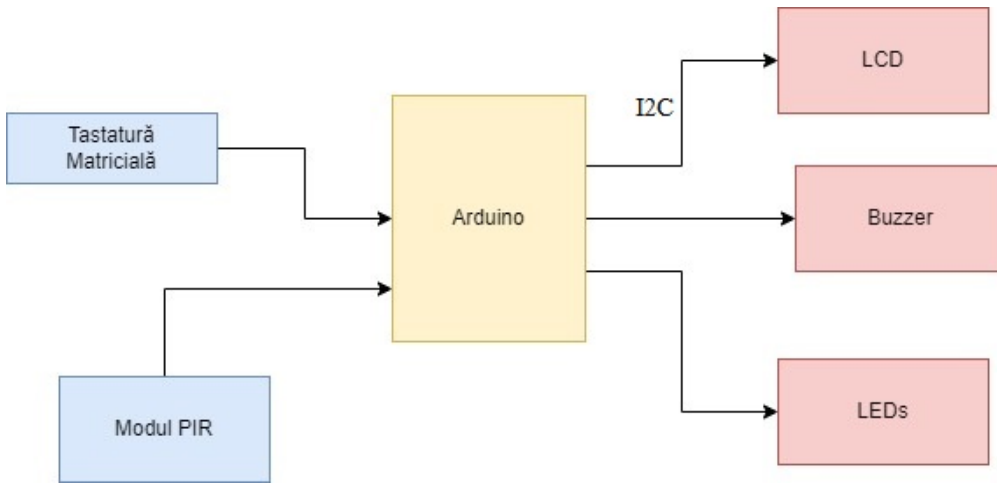 LCD
I2C
Tastatură
Matricială
Arduino
Buzzer
Modul PIR
LEDs